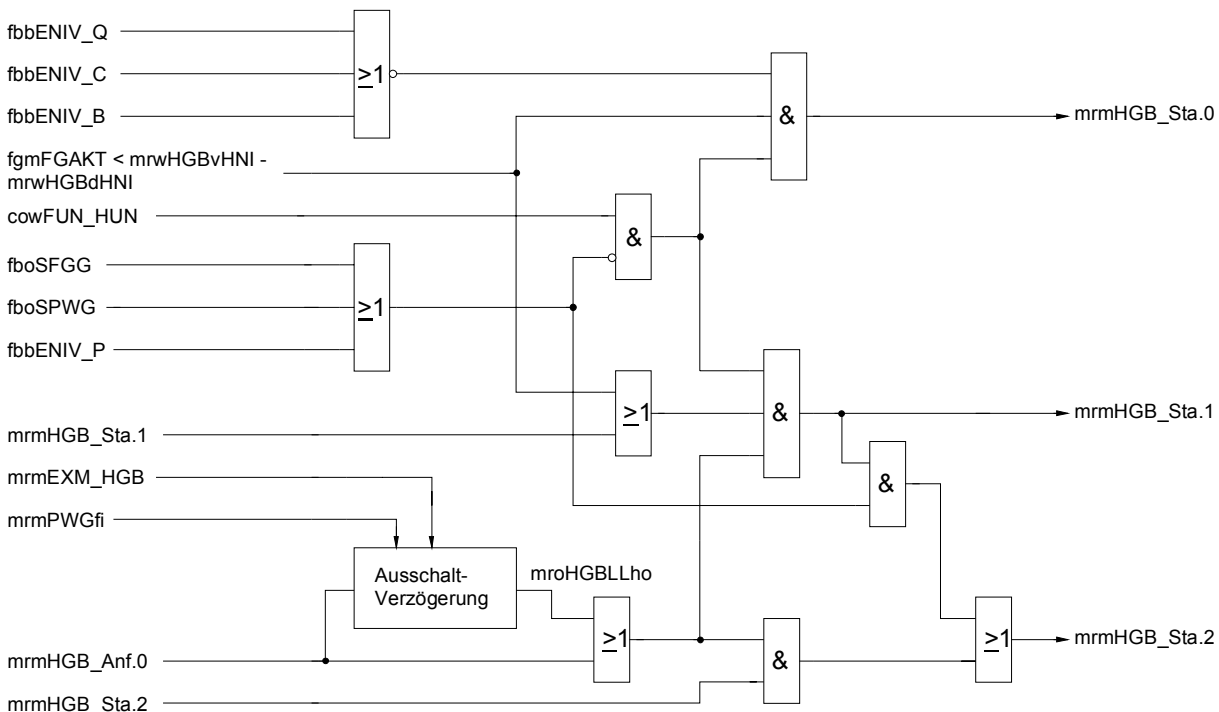 fbbENIV_Q
fbbENIV_C
fbbENIV_B
≥1
&
mrmHGB_Sta.0
fgmFGAKT < mrwHGBvHNI -
mrwHGBdHNI
cowFUN_HUN
&
fboSFGG
fboSPWG
fbbENIV_P
≥1
≥1
&
mrmHGB_Sta.1
mrmHGB_Sta.1
mrmEXM_HGB
mrmPWGfi
&
Ausschalt-
Verzögerung
mroHGBLLho
≥1
&
≥1
mrmHGB_Sta.2
mrmHGB_Anf.0
mrmHGB_Sta.2